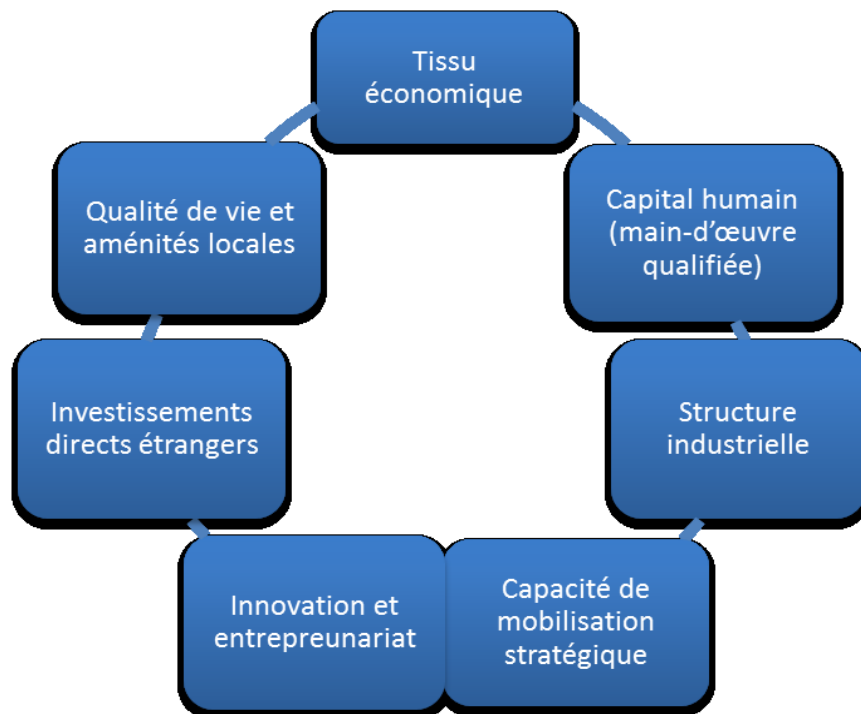 Tissu
économique
Qualité de vie et
aménités locales
Capital humain
(main-d’œuvre
qualifiée)
Investissements
directs étrangers
Structure
industrielle
Innovation et
entrepreunariat
Capacité de
mobilisation
stratégique